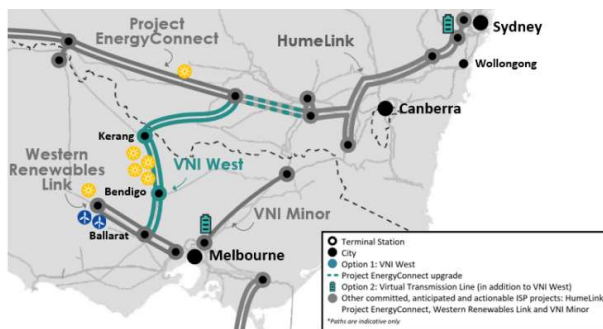 Project
EnergyConnect
HumeLink
Sydney
Wollongong
Canberra
Kerang
Western
Renewables
Link
VNI West
Bendigo
VNI Minor
Ballarat
Melbourne
Terminal Station
City
Option 1: VNI West
Project EnergyConnect upgrade
Option 2: Virtual Transmission Line (in addition to VNI West)
Other committed, anticipated and actionable ISP projects: HumeLink
Project EnergyConnect, Western Renewables Link and VNI Minor
*Paths are indicative only